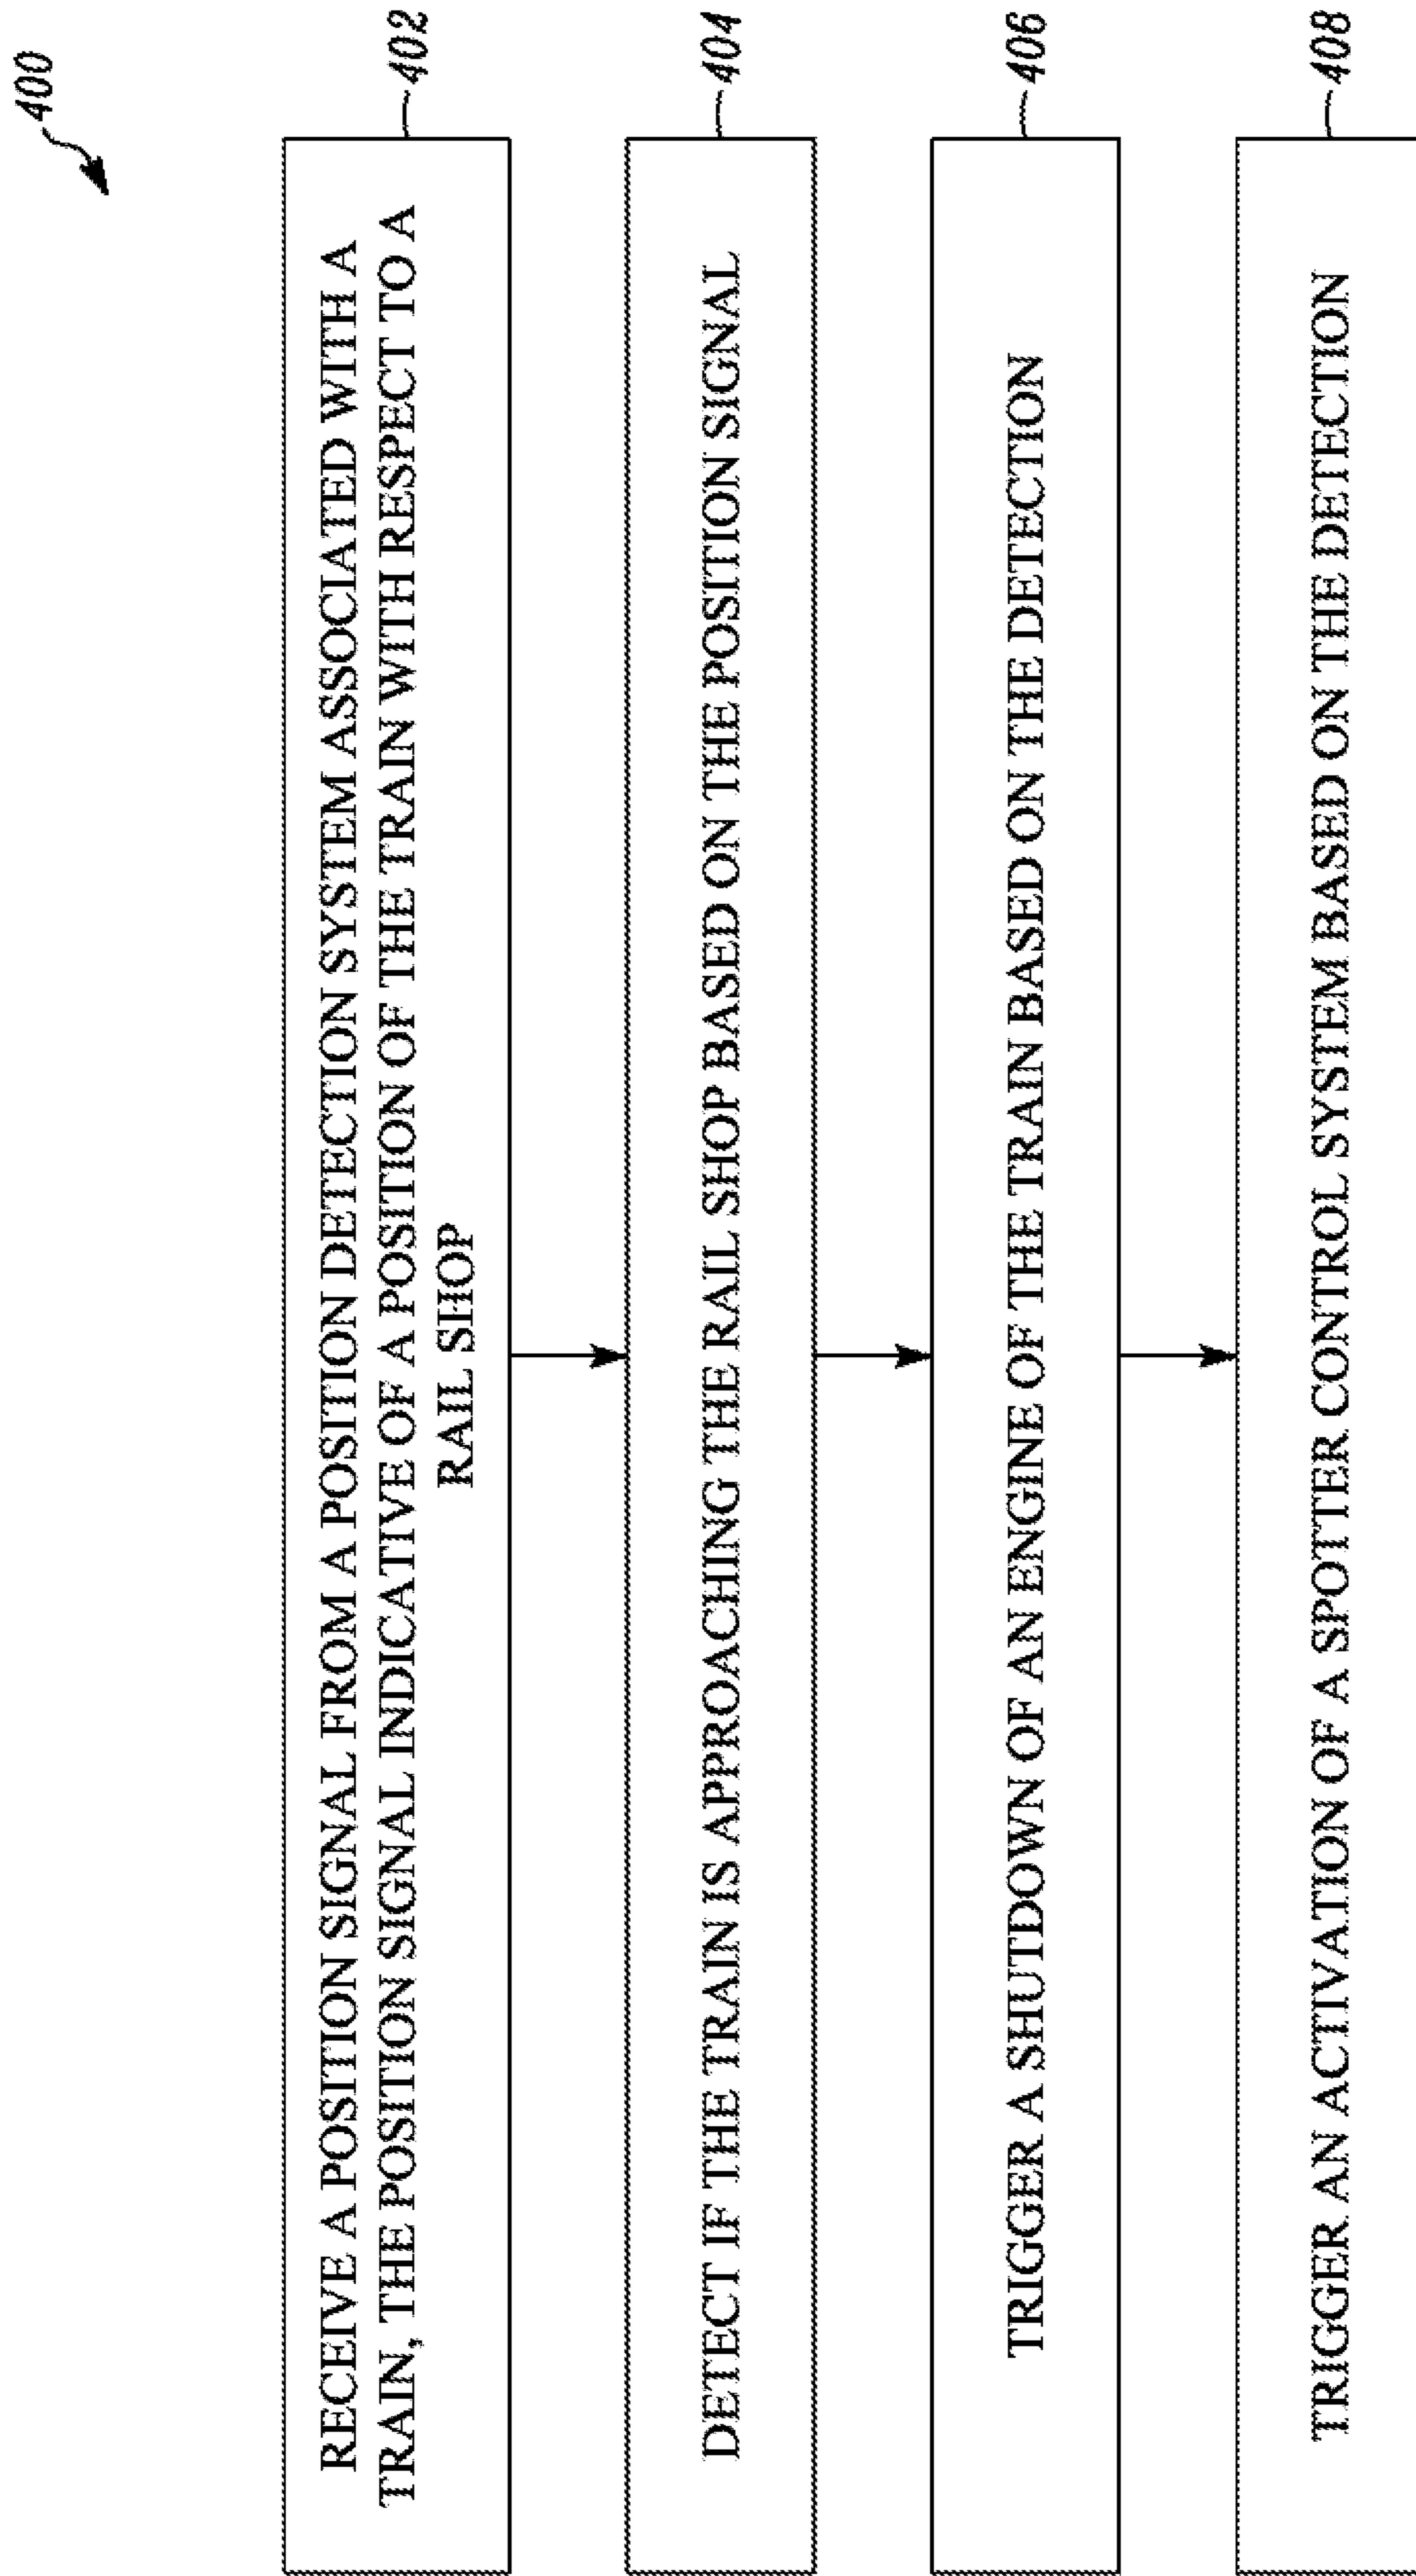 400
RECEIVE A POSITION SIGNAL FROM A POSITION DETECTION SYSTEM ASSOCIATED WITH A
TRAIN, THE POSITION SIGNAL INDICATIVE OF A POSITION OF THE TRAIN WITH RESPECT TO A
RAIL SHOP
402
DETECT IF THE TRAIN IS APPROACHING THE RAIL SHOP BASED ON THE POSITION SIGNAL
404
TRIGGER A SHUTDOWN OF AN ENGINE OF THE TRAIN BASED ON THE DETECTION
406
TRIGGER AN ACTIVATION OF A SPOTTER CONTROL SYSTEM BASED ON THE DETECTION
408